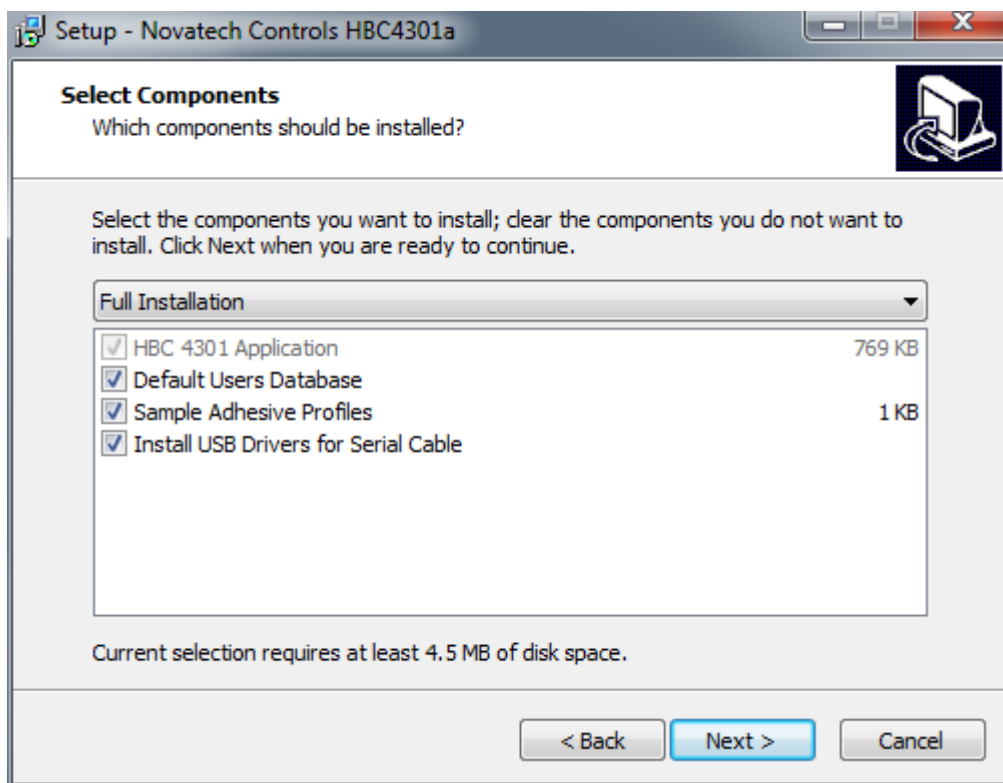 Setup - Novatech Controls HBC4301a
Select Components
Which components should be installed?
Select the components you want to install; clear the components you do not want to
install. Click Next when you are ready to continue.
Full Installation
HBC 4301 Application 769 KB
Default Users Database
Sample Adhesive Profiles 1 KB
Install USB Drivers for Serial Cable
Current selection requires at least 4.5 MB of disk space.
< Back Next > Cancel